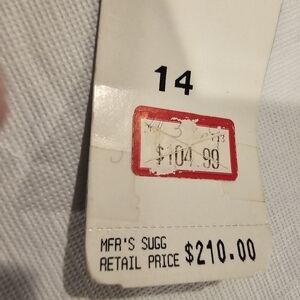 14
$104.99
MFR'S SUGG
RETAIL PRICE $210.00